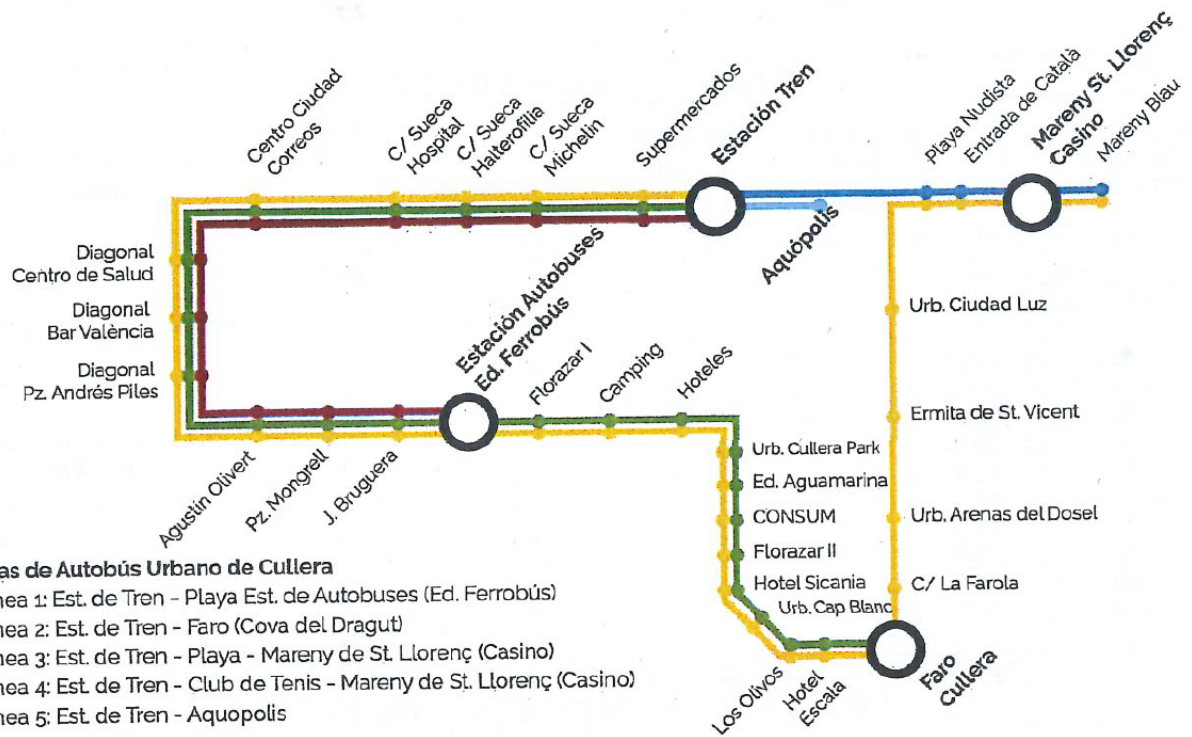 Centro Ciudad
Correos
C/ Sueca
Hospital
C/ Sueca
Halterofilia
C/ Sueca
Michelin
Supermercados
Estación Tren
Aquópolis
Playa Nudista
Entrada de Català
Mareny St. Llorenç
Casino
Mareny Blau
Diagonal
Centro de Salud
Diagonal
Bar València
Diagonal
Pz. Andrés Piles
Agustín Olivert
Pz. Mongrell
J. Bruguera
Estación Autobuses
Ed. Ferrobús
Florazar I
Camping
Hoteles
Urb. Cullera Park
Ed. Aguamarina
CONSUM
Florazar II
Hotel Sicania
Urb. Cap Blanc
Los Olivos
Hotel
Escala
Faro
Cullera
Urb. Ciudad Luz
Ermita de St. Vicent
Urb. Arenas del Dosel
C/ La Farola
as de Autobús Urbano de Cullera
nea 1: Est. de Tren - Playa Est. de Autobuses (Ed. Ferrobús)
nea 2: Est. de Tren - Faro (Cova del Dragut)
nea 3: Est. de Tren - Playa - Mareny de St. Llorenç (Casino)
nea 4: Est. de Tren - Club de Tenis - Mareny de St. Llorenç (Casino)
nea 5: Est. de Tren - Aquopolis